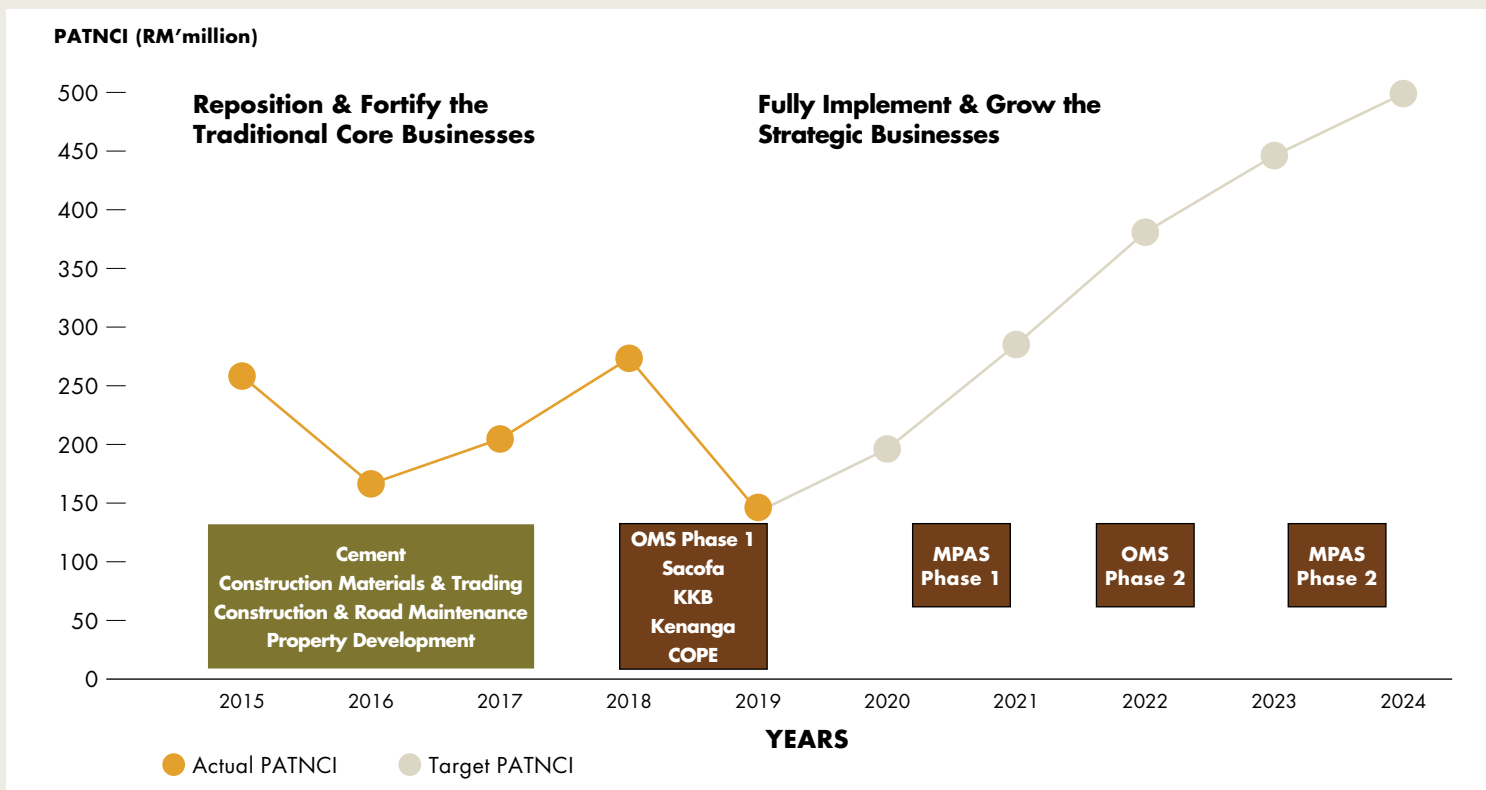 PATNCI (RM'million)
Reposition & Fortify the
Traditional Core Businesses
Fully Implement & Grow the
Strategic Businesses
500
450
400
350
300
250
200
150
100
50
0
Cement
Construction Materials & Trading
Construction & Road Maintenance
Property Development
OMS Phase 1
Sacofa
KKB
Kenanga
COPE
MPAS
Phase 1
OMS
Phase 2
MPAS
Phase 2
2015 2016 2017 2018 2019 2020 2021 2022 2023 2024
YEARS
Actual PATNCI Target PATNCI